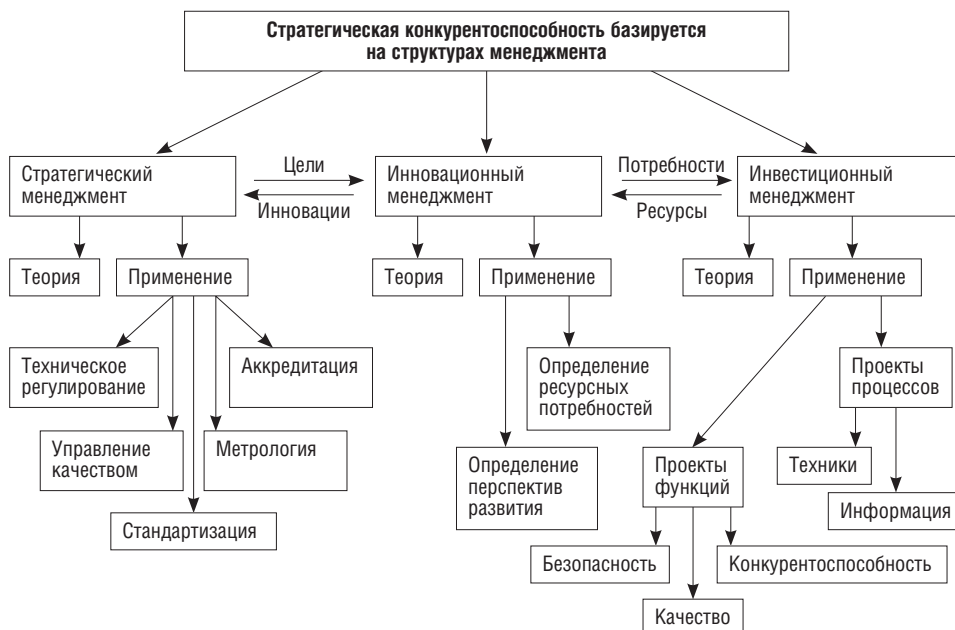 Стратегическая конкурентоспособность базируется
на структурах менеджмента
Стратегический
менеджмент
Цели
Инновации
Инновационный
менеджмент
Потребности
Ресурсы
Инвестиционный
менеджмент
Теория
Применение
Теория
Применение
Теория
Применение
Техническое
регулирование
Аккредитация
Управление
качеством
Метрология
Стандартизация
Определение
ресурсных
потребностей
Определение
перспектив
развития
Проекты
процессов
Проекты
функций
Техники
Информация
Безопасность
Конкурентоспособность
Качество